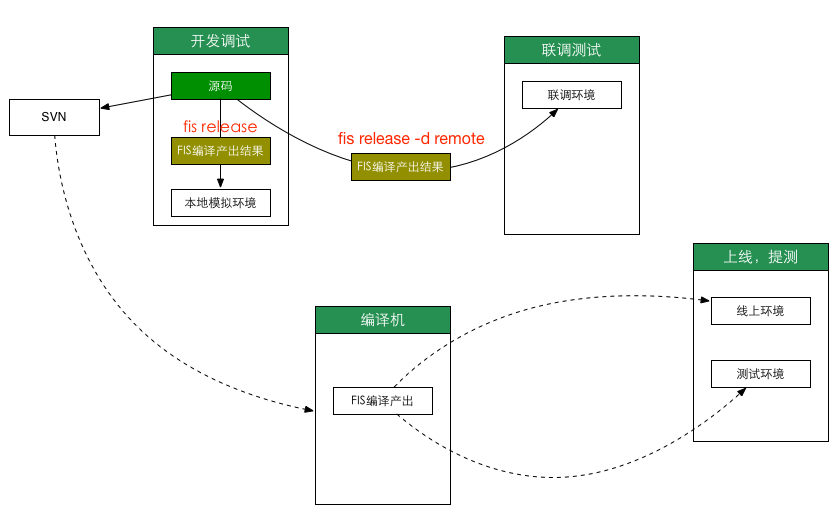 开发调试
源码
fis release
FIS编译产出结果
本地模拟环境
SVN
fis release -d remote
FIS编译产出结果
联调测试
联调环境
编译机
FIS编译产出
上线，提测
线上环境
测试环境